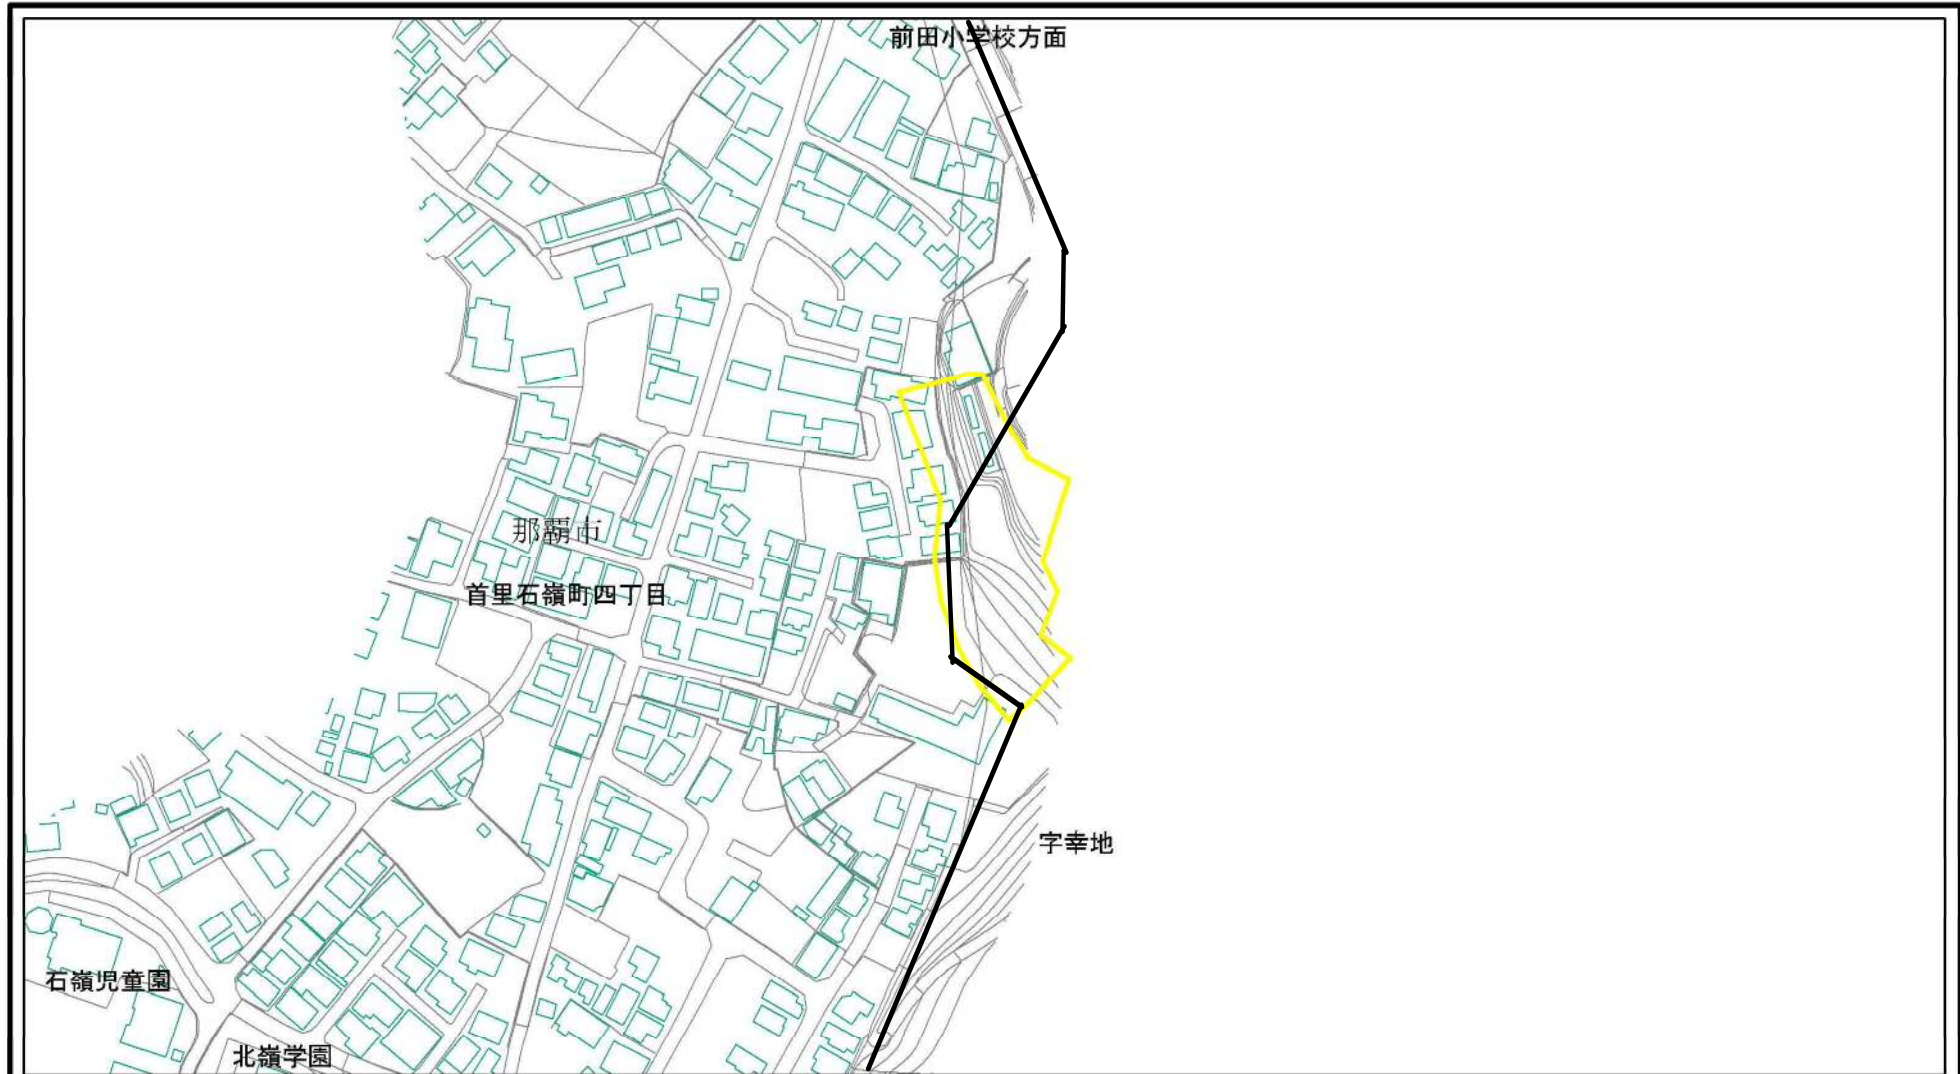 前田小学校方面
那覇市
首里石嶺町四丁目
字幸地
石嶺児童園
北嶺学園